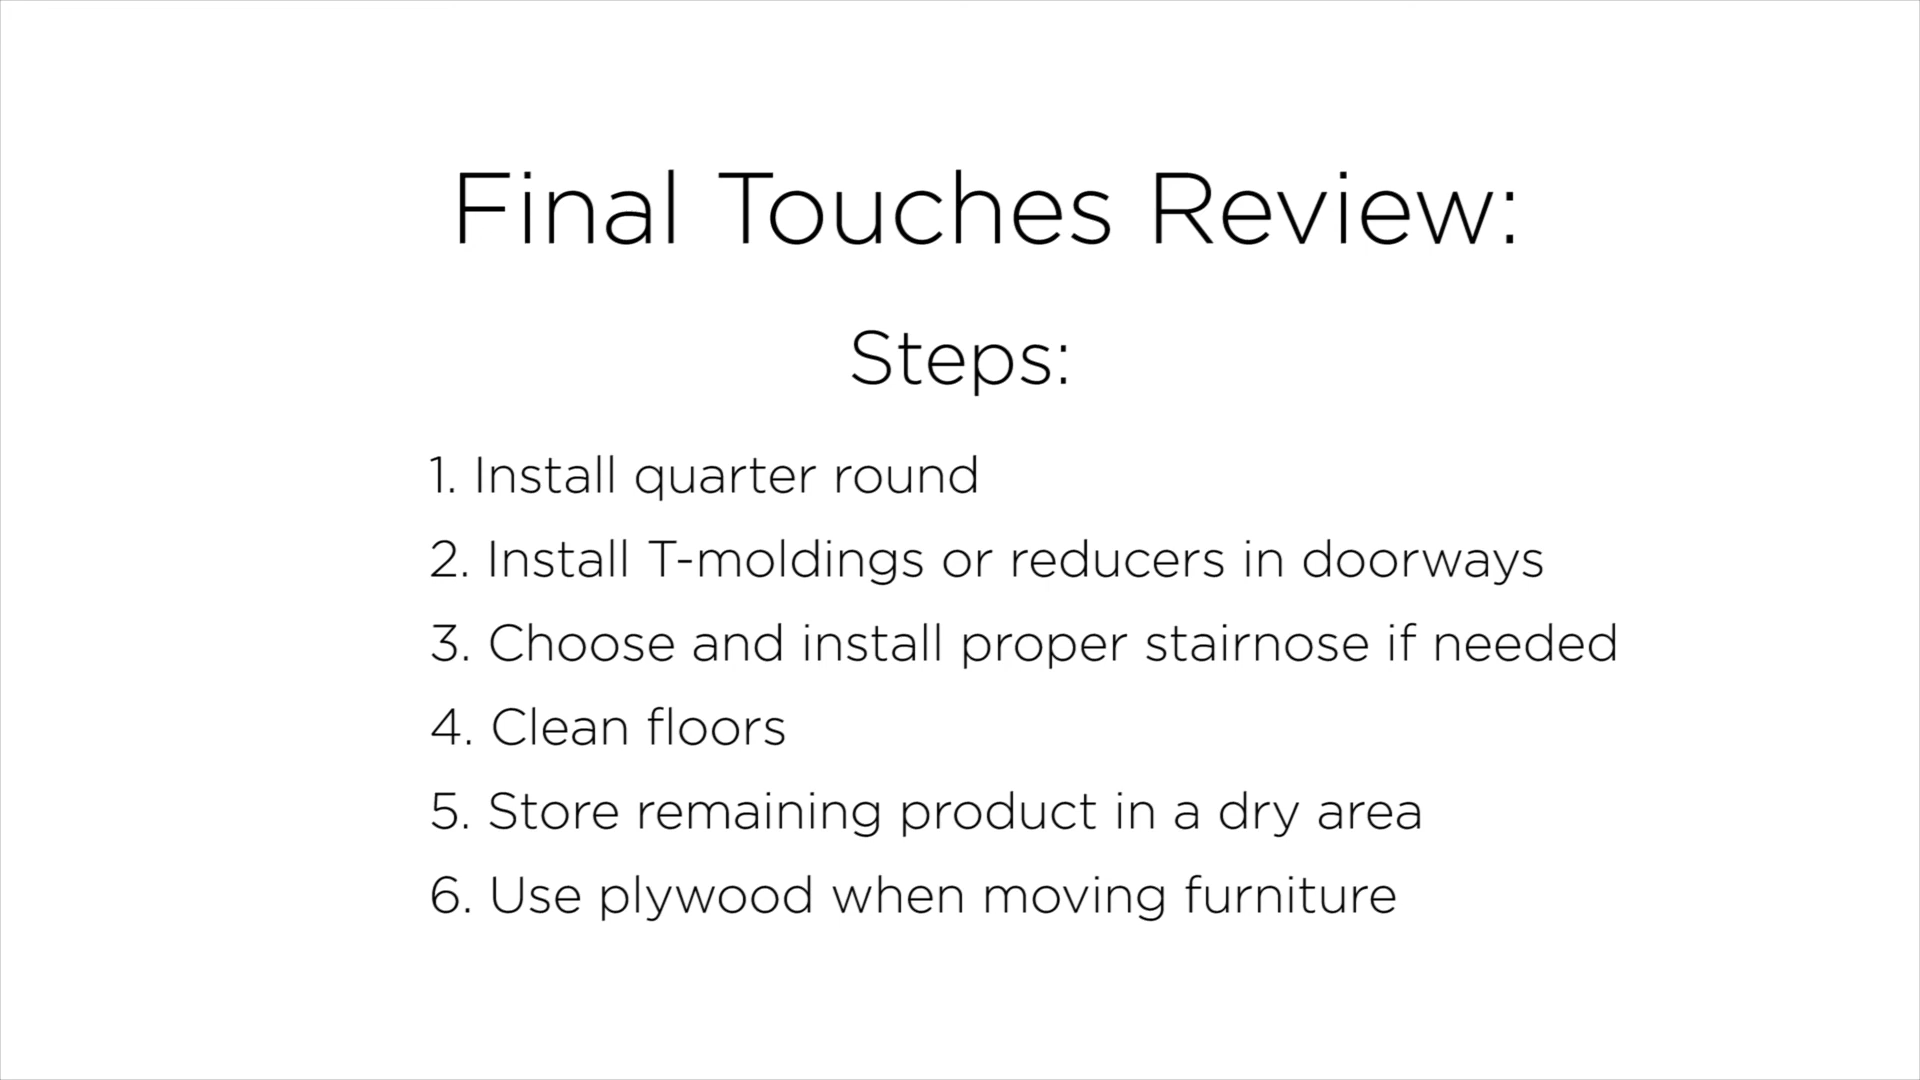 Final Touches Review:
Steps:
1. Install quarter round
2. Install T-moldings or reducers in doorways
3. Choose and install proper stairnose if needed
4. Clean floors
5. Store remaining product in a dry area
6. Use plywood when moving furniture